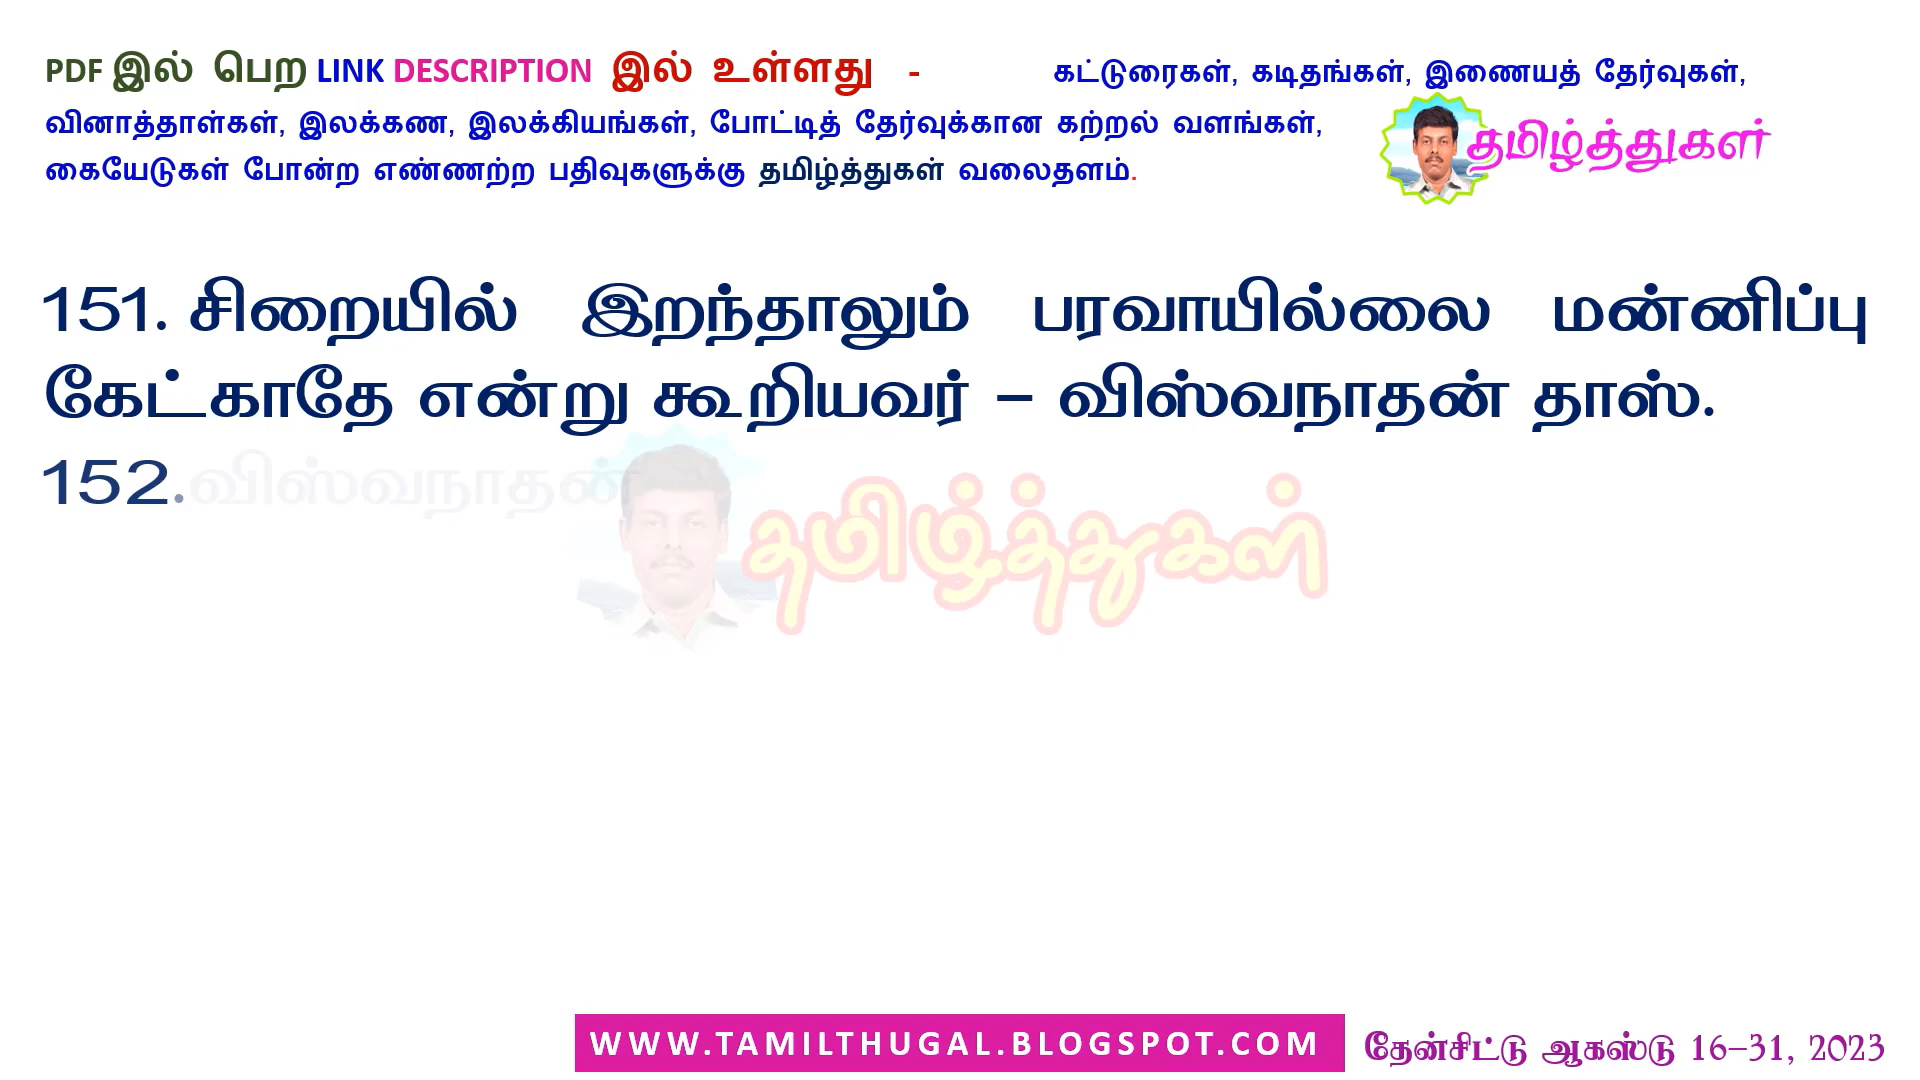 PDF இல் பெற LINK DESCRIPTION இல் உள்ளது - கட்டுரைகள், கடிதங்கள், இணையத் தேர்வுகள்,
வினாத்தாள்கள், இலக்கண, இலக்கியங்கள், போட்டித் தேர்வுக்கான கற்றல் வளங்கள்,
தமிழ்த்துகள்
கையேடுகள் போன்ற எண்ணற்ற பதிவுகளுக்கு தமிழ்த்துகள் வலைதளம்.
151. சிறையில் இறந்தாலும் பரவாயில்லை மன்னிப்பு
கேட்காதே என்று கூறியவர் – விஸ்வநாதன் தாஸ்.
152. விஸ்வநாதன்
தமிழ்த்துகள்
WWW.TAMILTHUGAL.BLOGSPOT.COM
தேன்சிட்டு ஆகஸ்டு 16–31, 2023